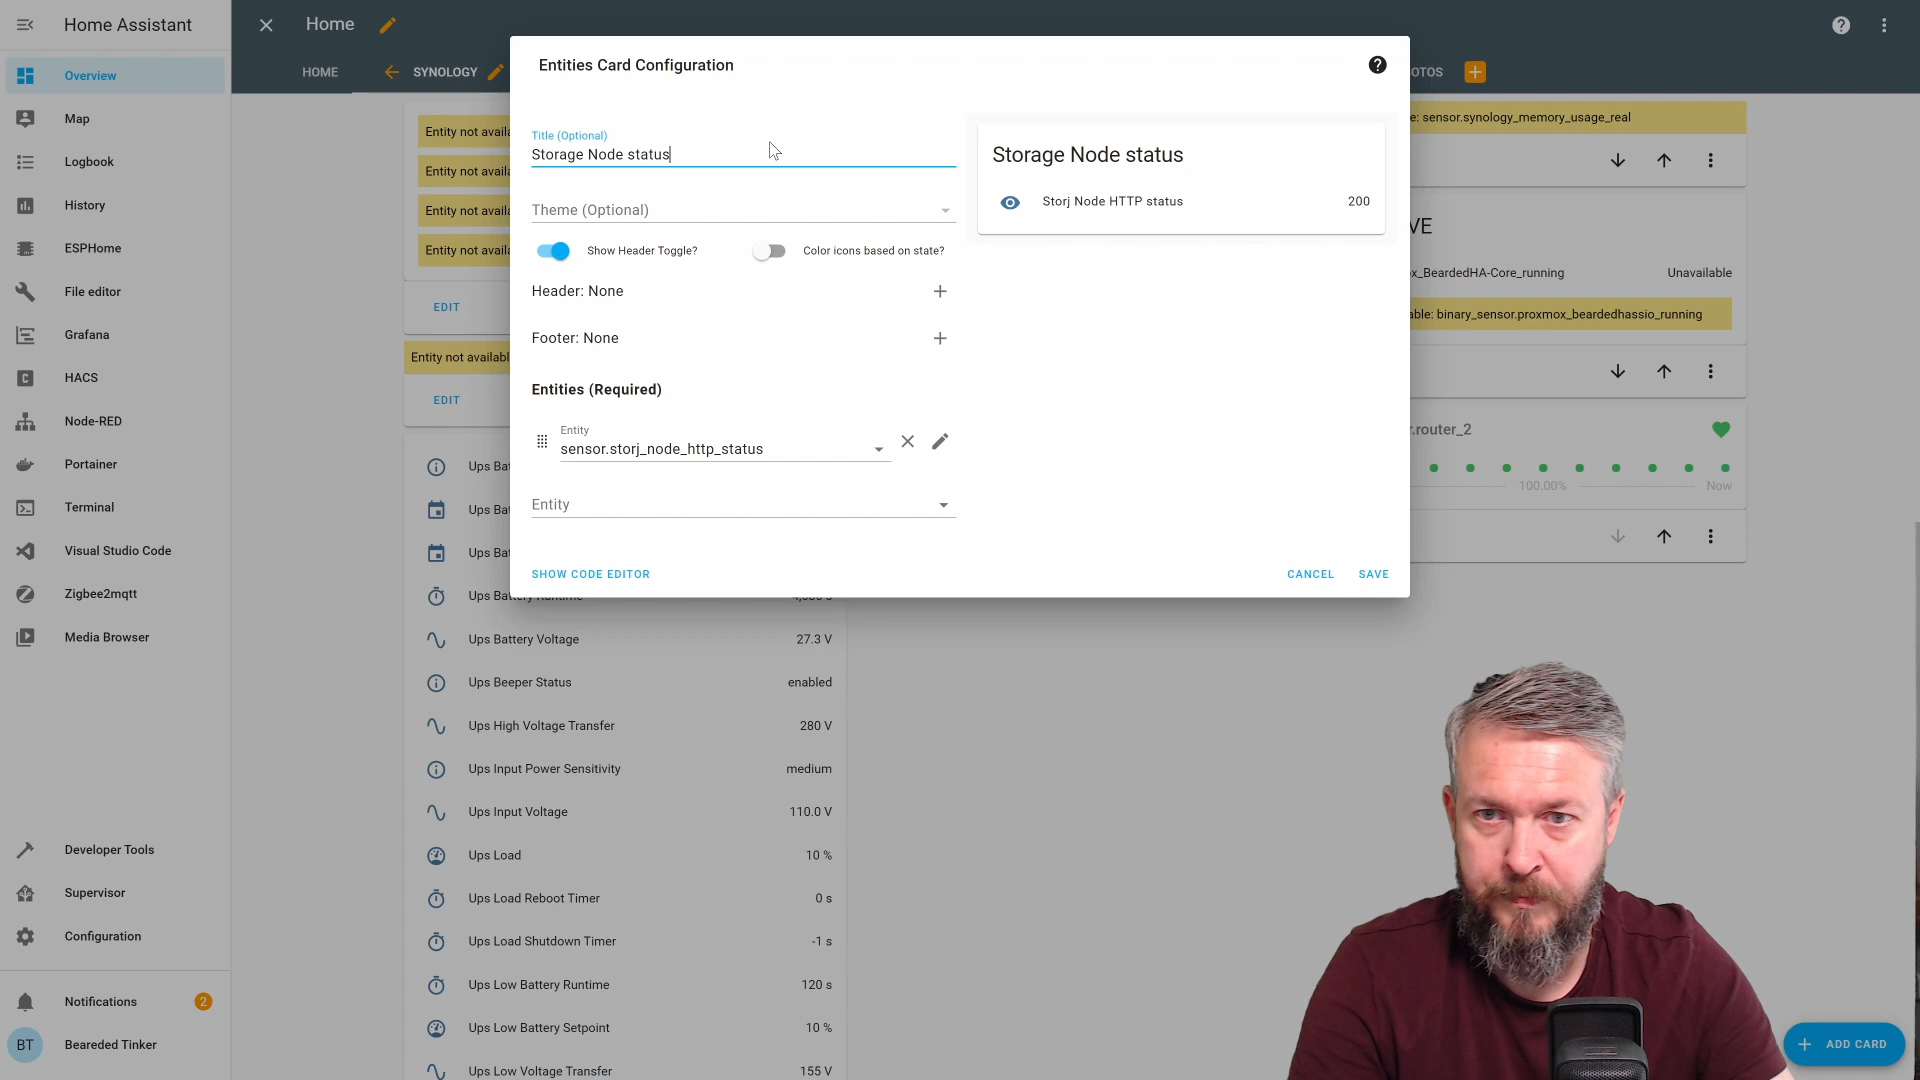 Home Assistant
Overview
Map
Logbook
History
ESPHome
File editor
Grafana
HACS
Node-RED
Portainer
Terminal
Visual Studio Code
Zigbee2mqtt
Media Browser
Developer Tools
Supervisor
Configuration
Notifications
2
BT
Beareded Tinker
Home
HOME
SYNOLOGY
OTOS
Entity not availa
Entity not availa
Entity not availa
Entity not availa
EDIT
Entity not availabl
EDIT
Ups Bat
Ups Bat
Ups Bat
Ups Battery Runtime
Ups Battery Voltage 27.3 V
Ups Beeper Status enabled
Ups High Voltage Transfer 280 V
Ups Input Power Sensitivity medium
Ups Input Voltage 110.0 V
Ups Load 10 %
Ups Load Reboot Timer 0 s
Ups Load Shutdown Timer -1 s
Ups Low Battery Runtime 120 s
Ups Low Battery Setpoint 10 %
Ups Low Voltage Transfer 155 V
Entities Card Configuration
Title (Optional)
Storage Node status
Theme (Optional)
Show Header Toggle? Color icons based on state?
Header: None
Footer: None
Entities (Required)
Entity
sensor.storj_node_http_status
Entity
SHOW CODE EDITOR
CANCEL SAVE
Storage Node status
Storj Node HTTP status 200
e: sensor.synology_memory_usage_real
VE
ox_BeardedHA-Core_running Unavailable
able: binary_sensor.proxmox_beardedhassio_running
r.router_2
100.00% Now
ADD CARD